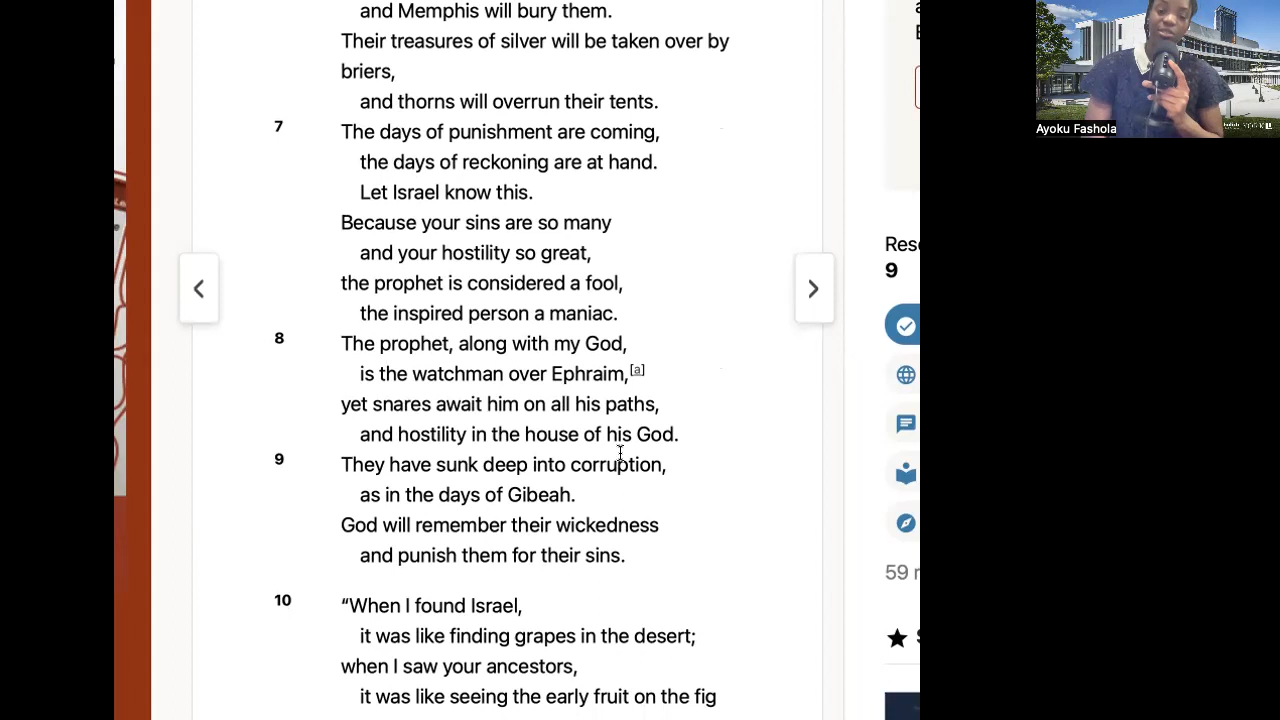 and Memphis will bury them.
Their treasures of silver will be taken over by
briers,
and thorns will overrun their tents.
7 The days of punishment are coming,
the days of reckoning are at hand.
Let Israel know this.
Because your sins are so many
and your hostility so great,
the prophet is considered a fool,
the inspired person a maniac.
8 The prophet, along with my God,
is the watchman over Ephraim,[a]
yet snares await him on all his paths,
and hostility in the house of his God.
9 They have sunk deep into corruption,
as in the days of Gibeah.
God will remember their wickedness
and punish them for their sins.
10 “When I found Israel,
it was like finding grapes in the desert;
when I saw your ancestors,
it was like seeing the early fruit on the fig
Ayoku Fashola
9
59